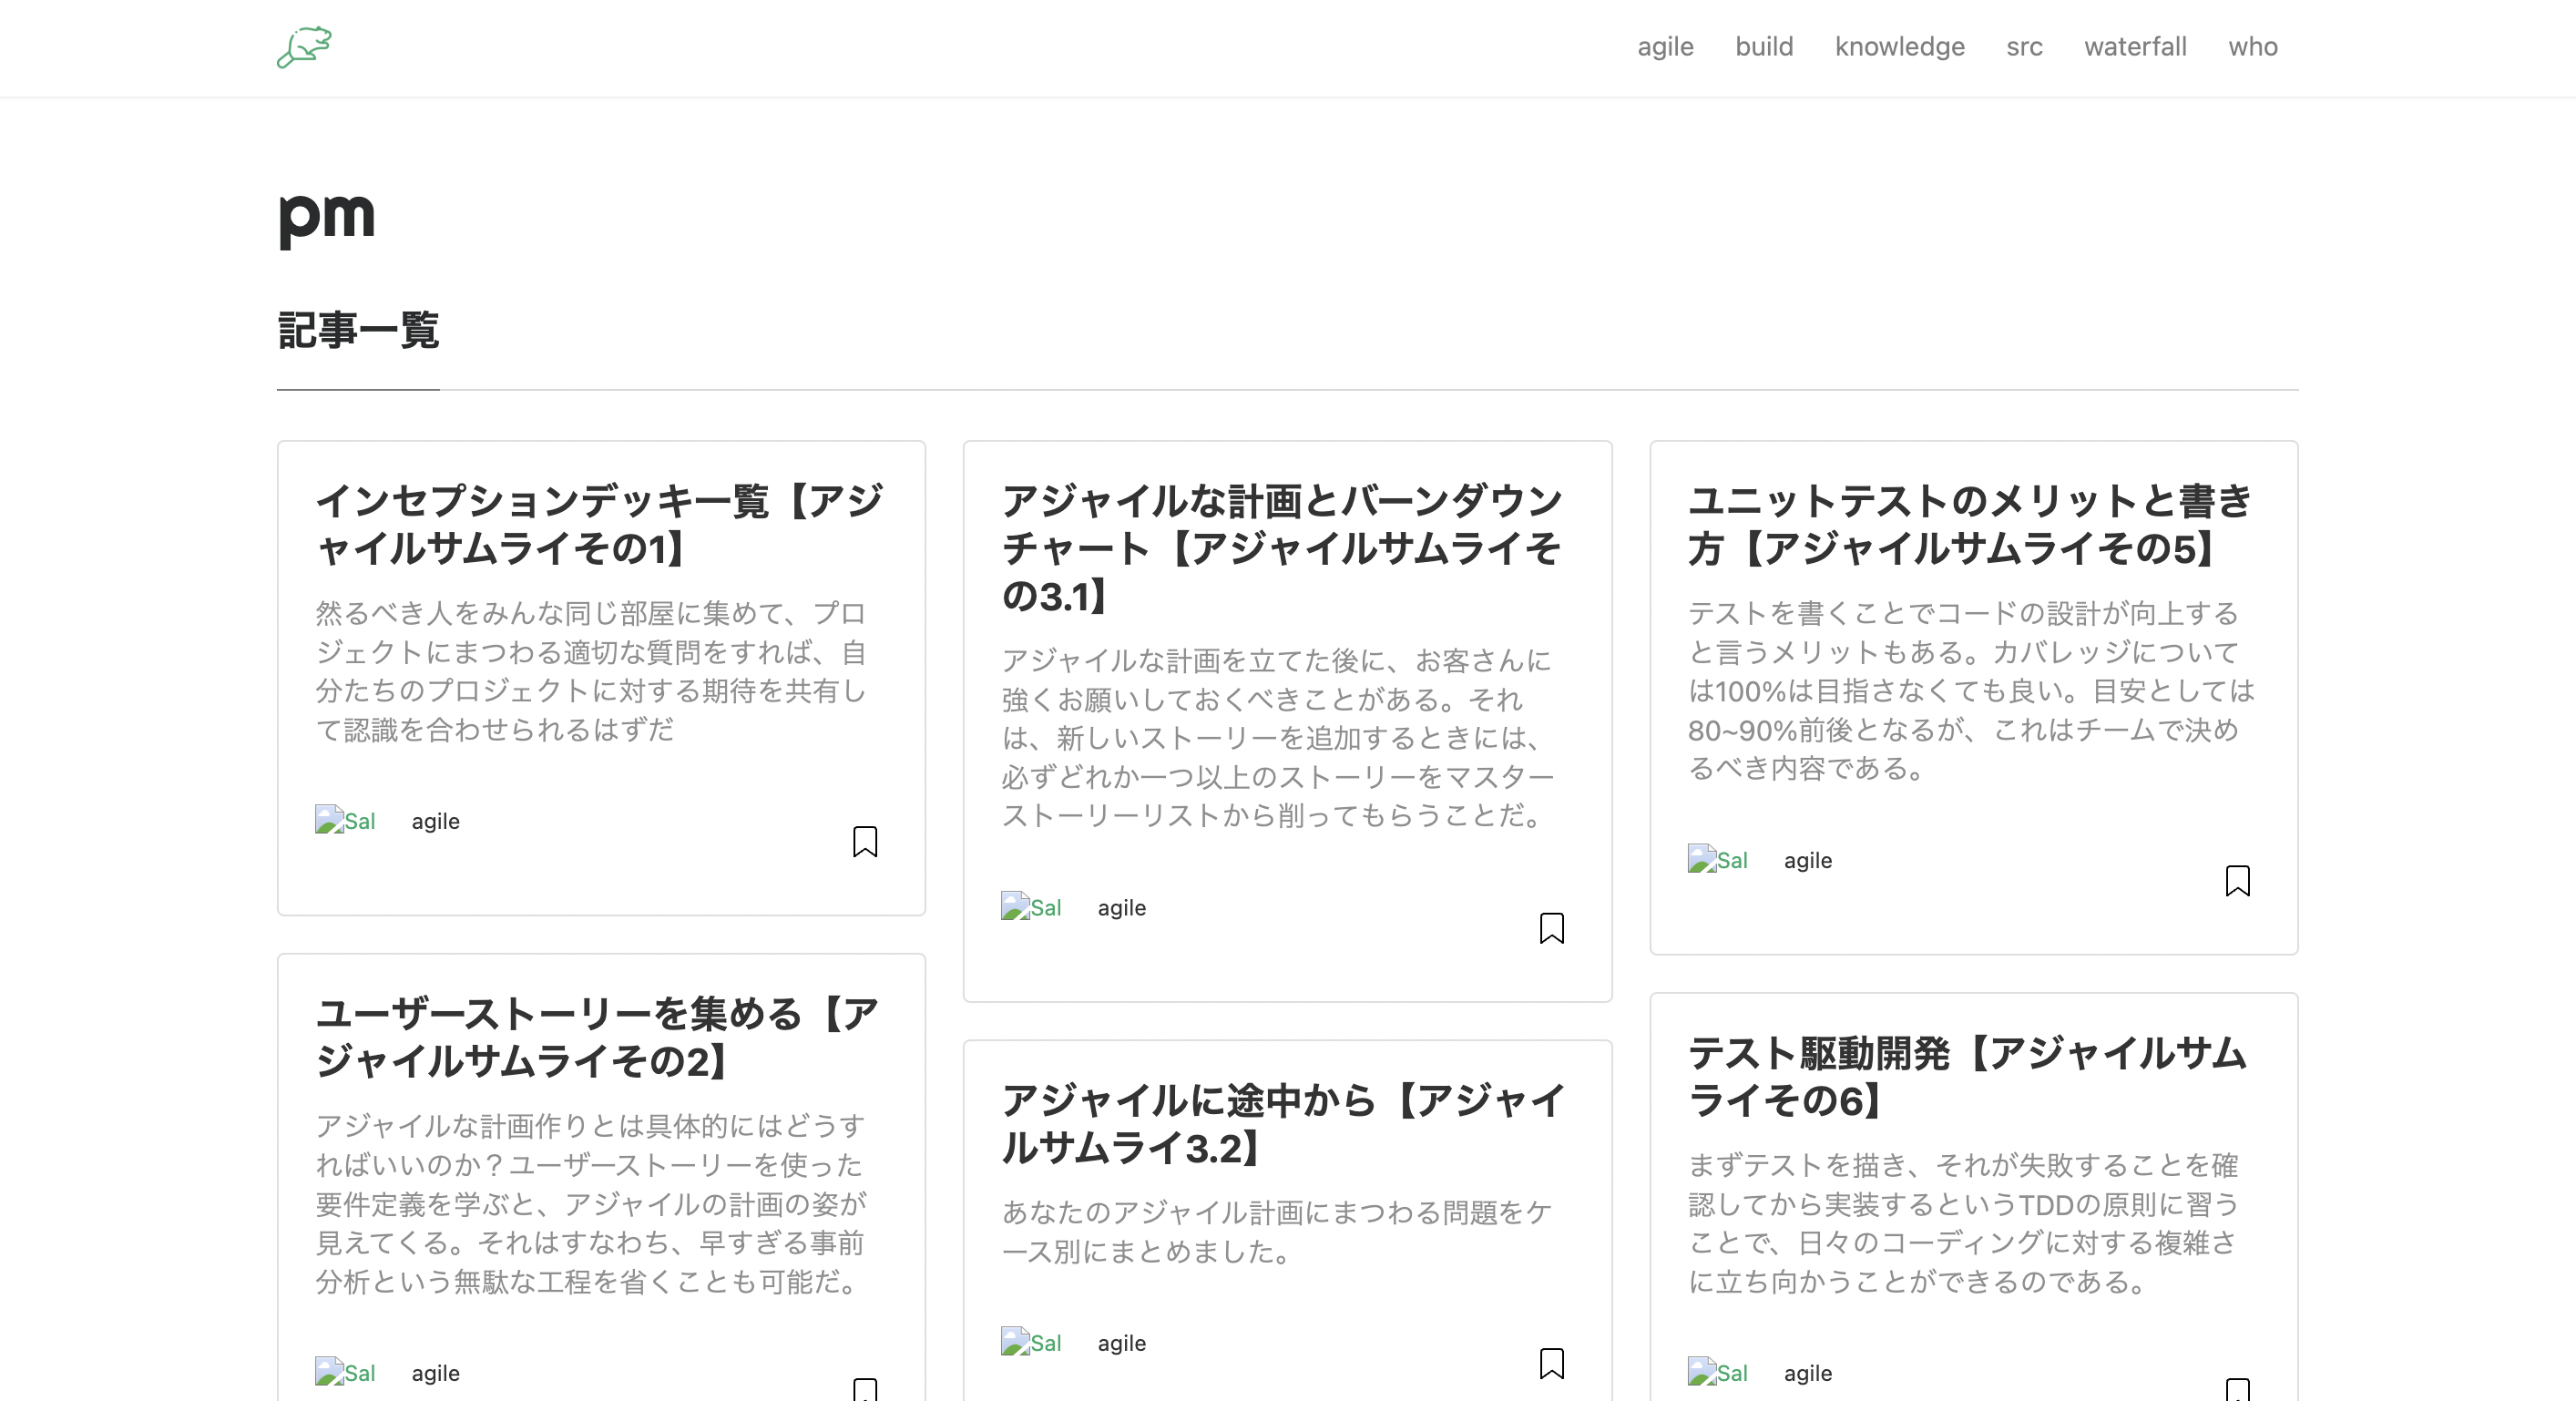 agile build knowledge src waterfall who
pm
記事一覧
インセプションデッキ一覧【アジ
ャイルサムライその1】
然るべき人をみんな同じ部屋に集めて、プロ
ジェクトにまつわる適切な質問をすれば、自
分たちのプロジェクトに対する期待を共有し
て認識を合わせられるはずだ
Sal agile
ユーザーストーリーを集める【ア
ジャイルサムライその2】
アジャイルな計画作りとは具体的にはどうす
ればいいのか？ユーザーストーリーを使った
要件定義を学ぶと、アジャイルの計画の姿が
見えてくる。それはすなわち、早すぎる事前
分析という無駄な工程を省くことも可能だ。
Sal agile
アジャイルな計画とバーンダウン
チャート【アジャイルサムライそ
の3.1】
アジャイルな計画を立てた後に、お客さんに
強くお願いしておくべきことがある。それ
は、新しいストーリーを追加するときには、
必ずどれか一つ以上のストーリーをマスター
ストーリーリストから削ってもらうことだ。
Sal agile
アジャイルに途中から【アジャイ
ルサムライ3.2】
あなたのアジャイル計画にまつわる問題をケ
ース別にまとめました。
Sal agile
ユニットテストのメリットと書き
方【アジャイルサムライその5】
テストを書くことでコードの設計が向上する
と言うメリットもある。カバレッジについて
は100%は目指さなくても良い。目安としては
80~90%前後となるが、これはチームで決め
るべき内容である。
Sal agile
テスト駆動開発【アジャイルサム
ライその6】
まずテストを描き、それが失敗することを確
認してから実装するというTDDの原則に習う
ことで、日々のコーディングに対する複雑さ
に立ち向かうことができるのである。
Sal agile